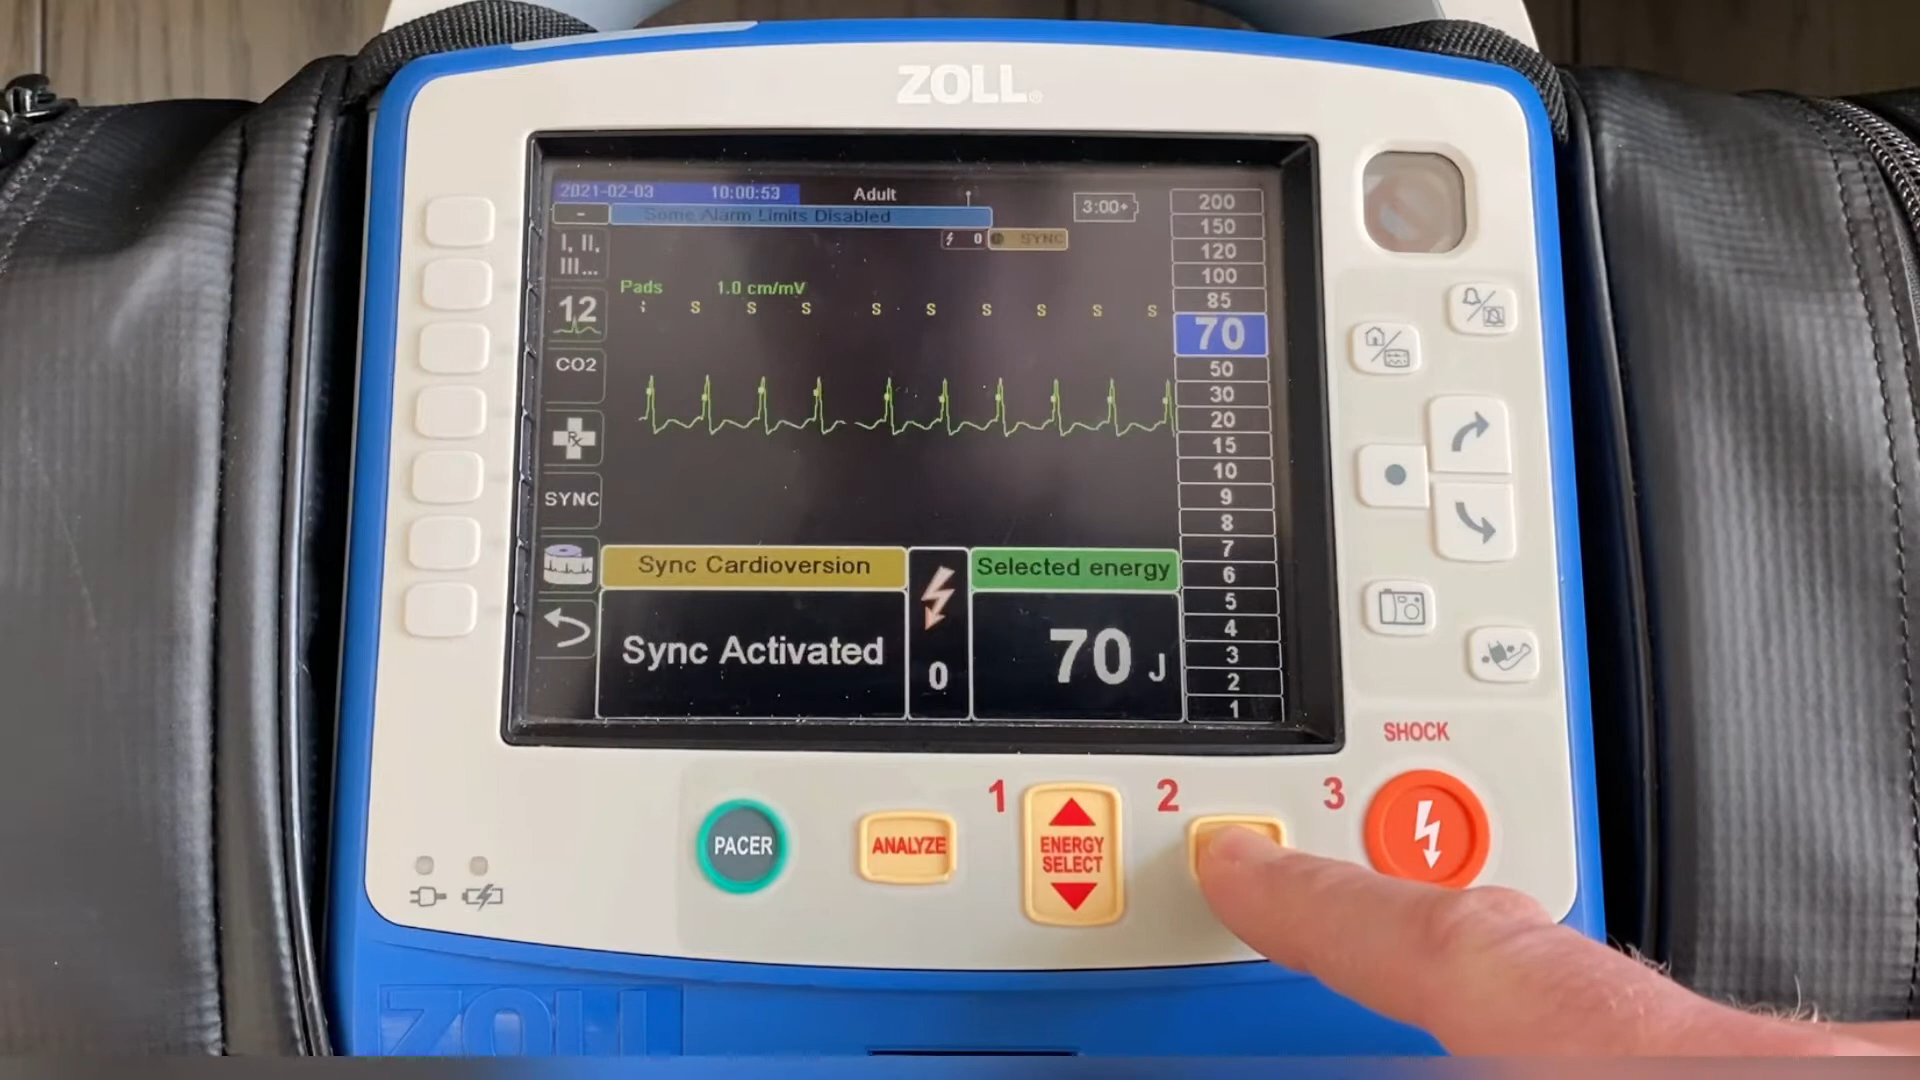 ZOLL®
2021-02-03 10:00:53 Adult
- Some Alarm Limits Disabled
3:00+
0 SYNC
I, II,
III...
Pads 1.0 cm/mV
S S S S S S S S S
12
CO2
Rx
SYNC
200
150
120
100
85
70
50
30
20
15
10
9
8
7
6
5
4
3
2
1
Sync Cardioversion
Selected energy
Sync Activated
0
70 J
SHOCK
1
2
3
PACER
ANALYZE
ENERGY
SELECT
ZOLL